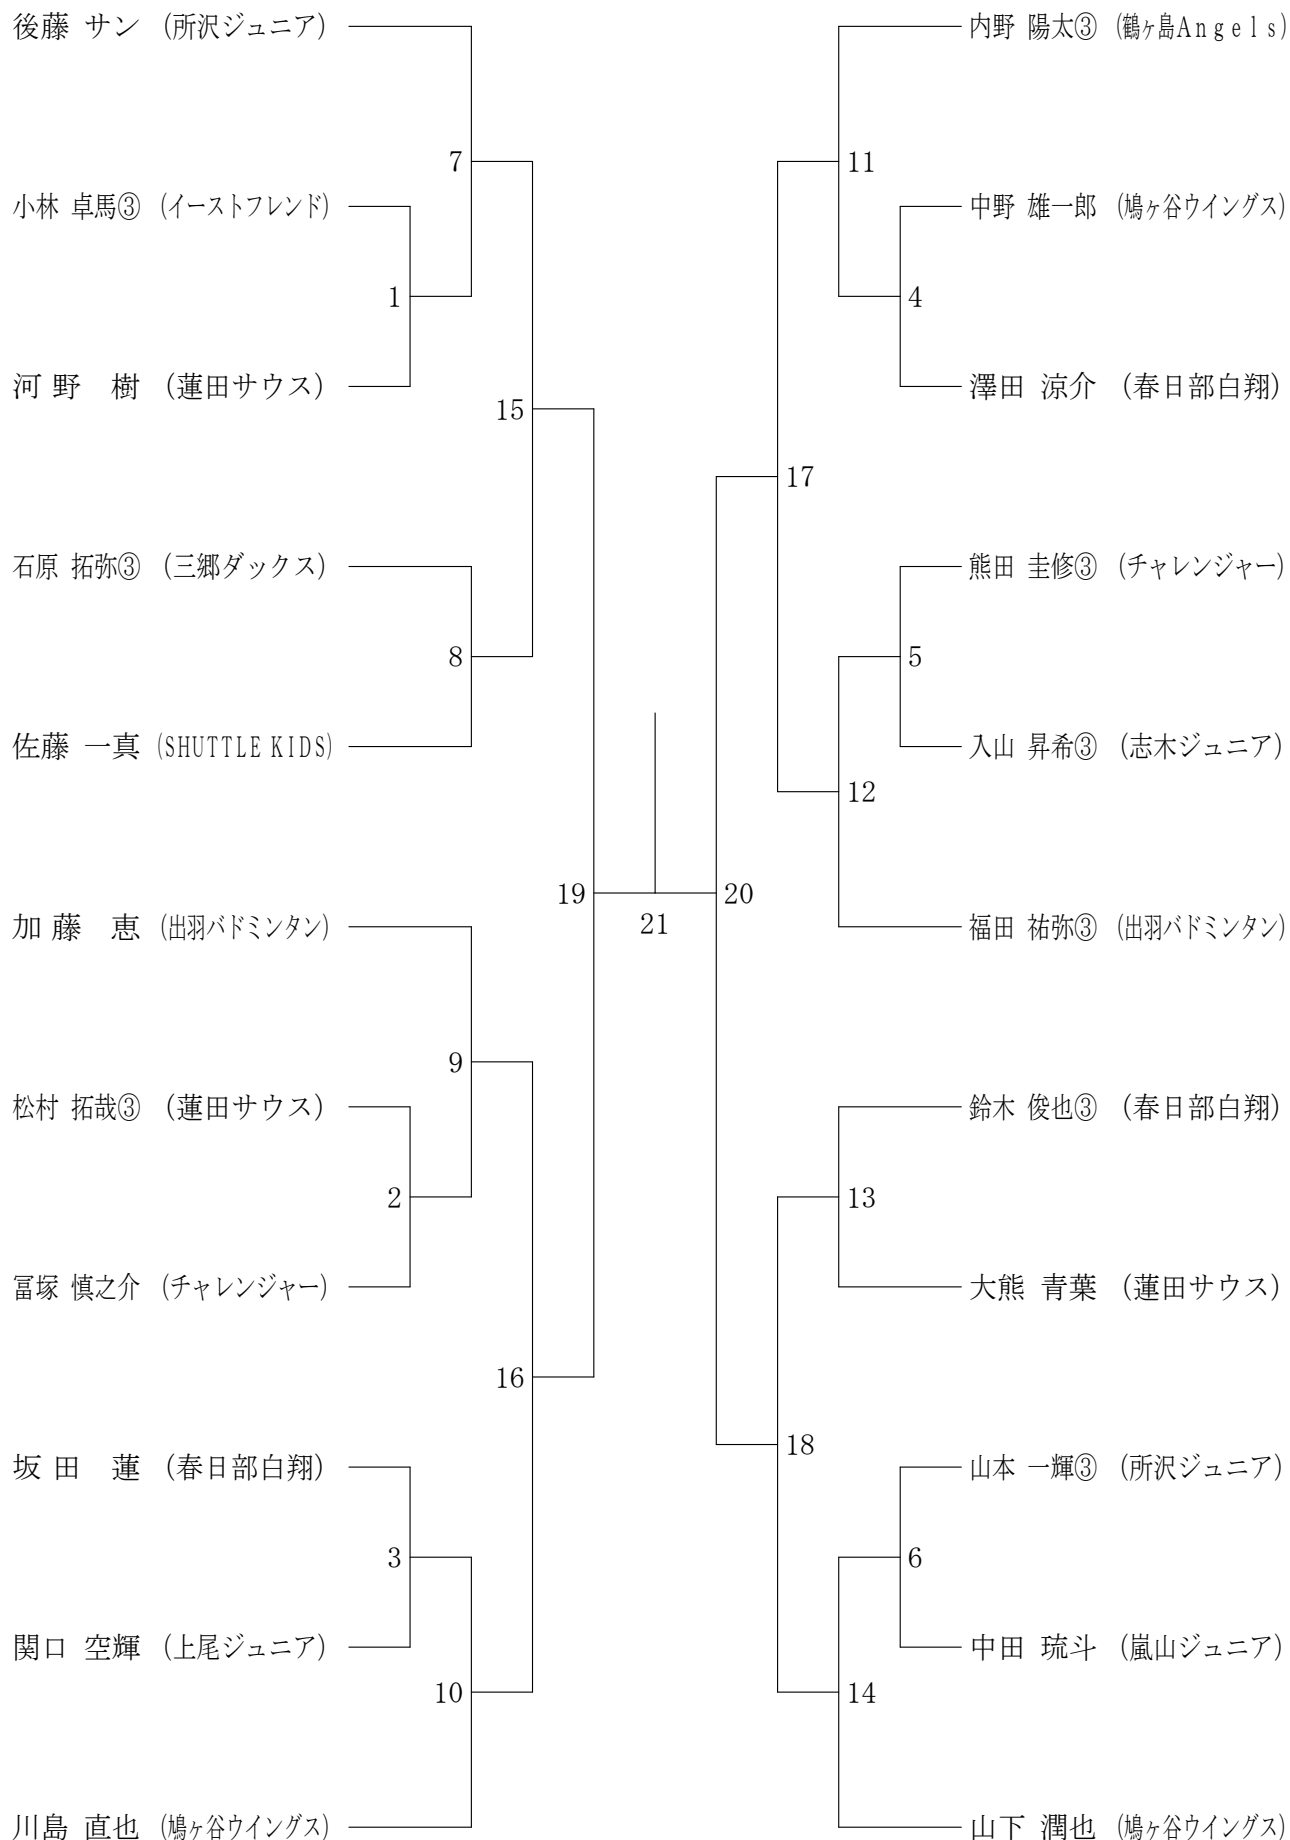 後藤 サン (所沢ジュニア)
7
小林 卓馬③ (イーストフレンド)
1
河野 樹 (蓮田サウス)
15
石原 拓弥③ (三郷ダックス)
8
佐藤 一真 (SHUTTLE KIDS)
19
加藤 恵 (出羽バドミンタン)
9
松村 拓哉③ (蓮田サウス)
2
冨塚 慎之介 (チャレンジャー)
16
坂田 蓮 (春日部白翔)
3
関口 空輝 (上尾ジュニア)
10
川島 直也 (鳩ヶ谷ウイングス)
21
内野 陽太③ (鶴ヶ島Angels)
11
中野 雄一郎 (鳩ヶ谷ウイングス)
4
澤田 涼介 (春日部白翔)
17
熊田 圭修③ (チャレンジャー)
5
入山 昇希③ (志木ジュニア)
12
福田 祐弥③ (出羽バドミンタン)
20
鈴木 俊也③ (春日部白翔)
13
大熊 青葉 (蓮田サウス)
18
山本 一輝③ (所沢ジュニア)
6
中田 琉斗 (嵐山ジュニア)
14
山下 潤也 (鳩ヶ谷ウイングス)